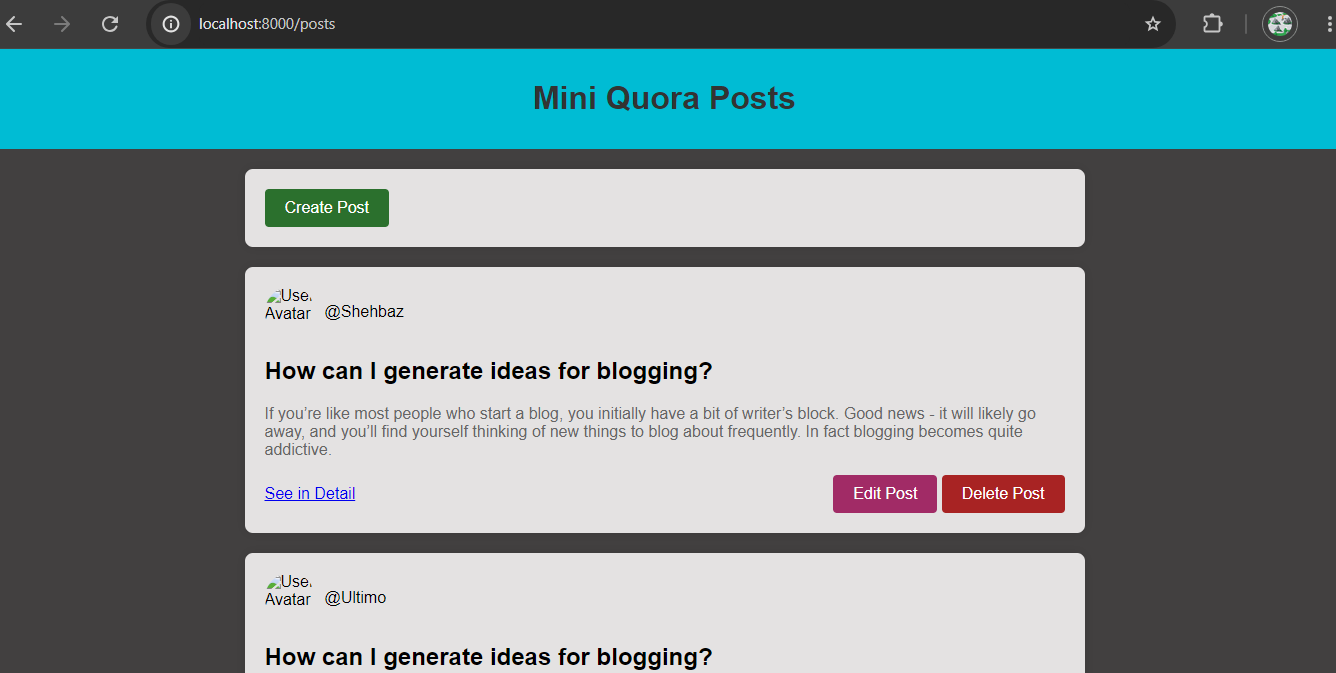 localhost:8000/posts
Mini Quora Posts
Create Post
User
Avatar @Shehbaz
How can I generate ideas for blogging?
If you’re like most people who start a blog, you initially have a bit of writer’s block. Good news - it will likely go
away, and you’ll find yourself thinking of new things to blog about frequently. In fact blogging becomes quite
addictive.
See in Detail Edit Post Delete Post
User
Avatar @Ultimo
How can I generate ideas for blogging?